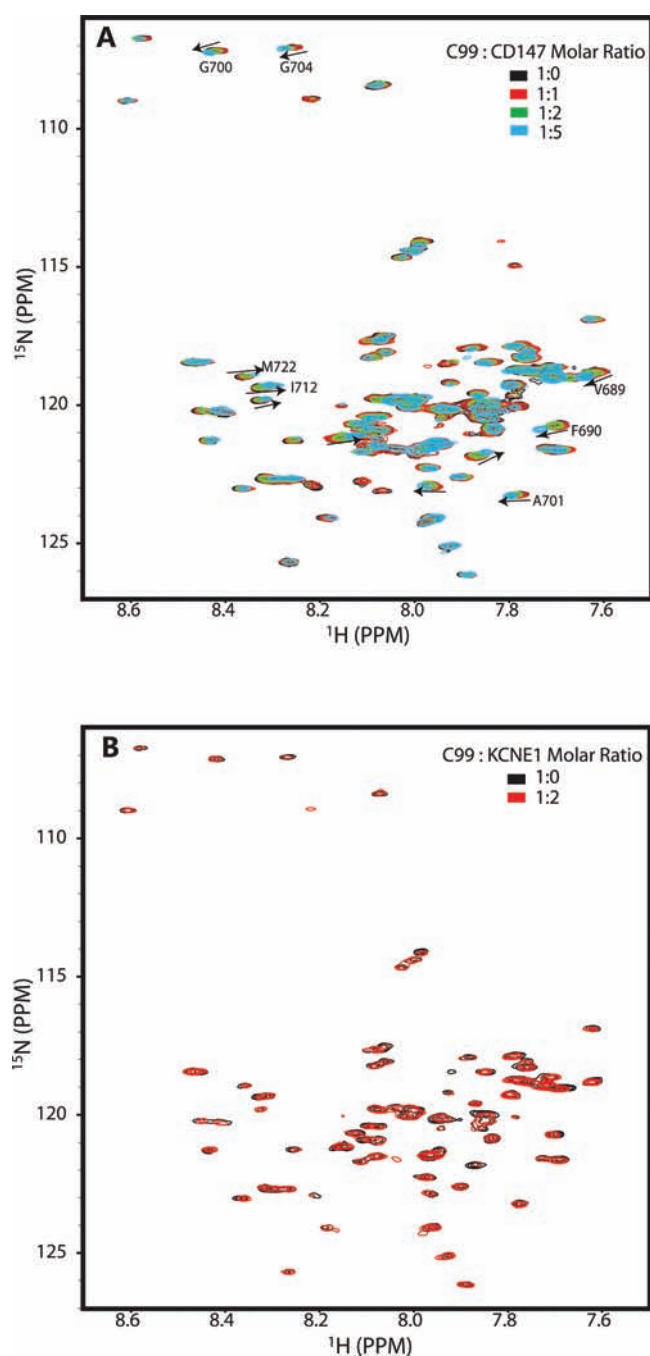 A
C99 : CD147 Molar Ratio
1:0
1:1
1:2
1:5
G700
G704
110
115
120
125
M722
I712
V689
F690
A701
¹⁵N (PPM)
8.6
8.4
8.2
8.0
7.8
7.6
¹H (PPM)
B
C99 : KCNE1 Molar Ratio
1:0
1:2
110
115
120
125
¹⁵N (PPM)
8.6
8.4
8.2
8.0
7.8
7.6
¹H (PPM)